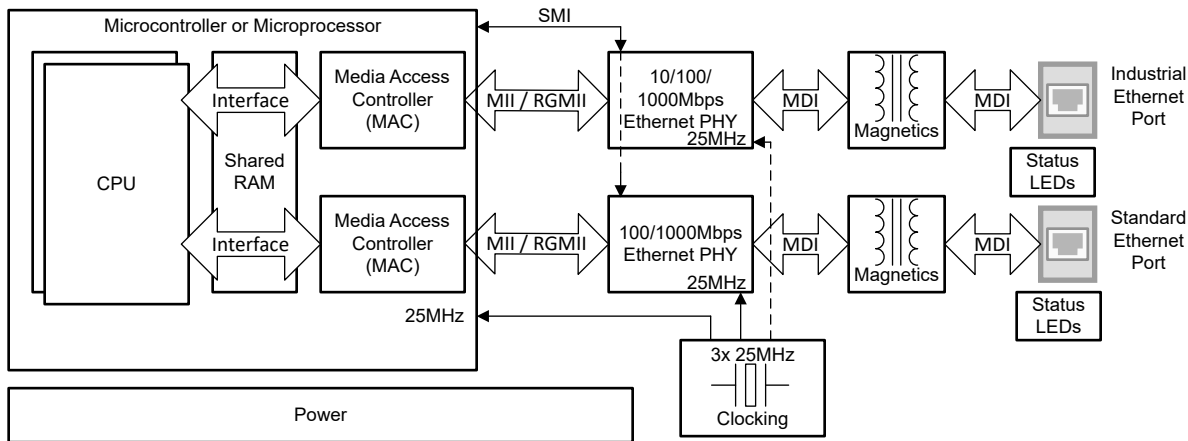 Microcontroller or Microprocessor
SMI
CPU
Interface
Shared
RAM
Interface
Media Access
Controller
(MAC)
Media Access
Controller
(MAC)
MII / RGMII
MII / RGMII
10/100/
1000Mbps
Ethernet PHY
25MHz
100/1000Mbps
Ethernet PHY
25MHz
MDI
MDI
Magnetics
Magnetics
MDI
MDI
Industrial
Ethernet
Port
Status
LEDs
Standard
Ethernet
Port
Status
LEDs
25MHz
3x 25MHz
Clocking
Power